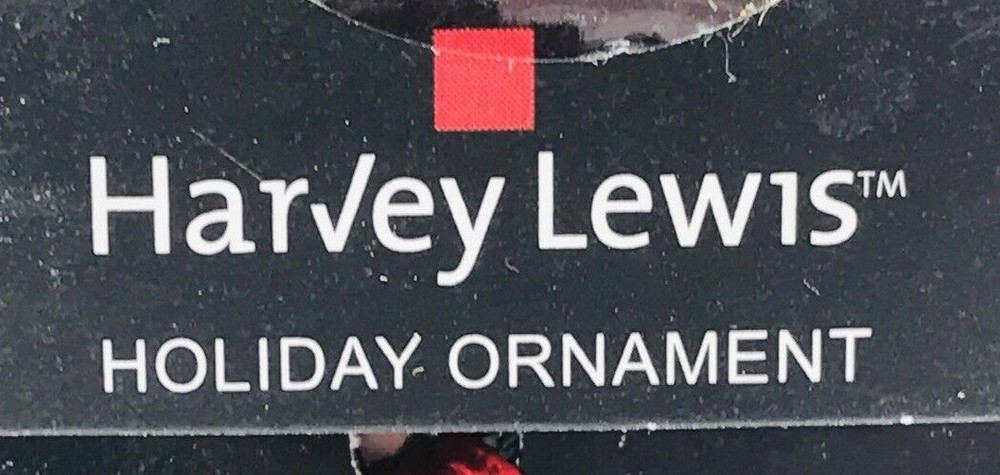 Harvey Lewis™
HOLIDAY ORNAMENT